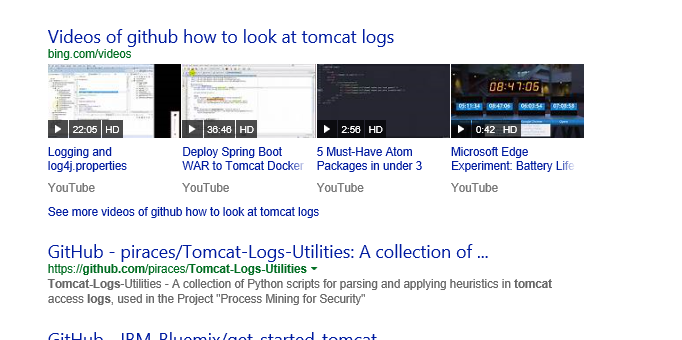 Videos of github how to look at tomcat logs
bing.com/videos
22:05 HD
36:46 HD
2:56 HD
08:47:05
0:42 HD
Logging and
log4j.properties
YouTube
Deploy Spring Boot
WAR to Tomcat Docker
YouTube
5 Must-Have Atom
Packages in under 3
YouTube
Microsoft Edge
Experiment: Battery Life
YouTube
See more videos of github how to look at tomcat logs
GitHub - piraces/Tomcat-Logs-Utilities: A collection of ...
https://github.com/piraces/Tomcat-Logs-Utilities
Tomcat-Logs-Utilities - A collection of Python scripts for parsing and applying heuristics in tomcat
access logs, used in the Project "Process Mining for Security"
GitHub - IBM-Bluemix/get_started_tomcat